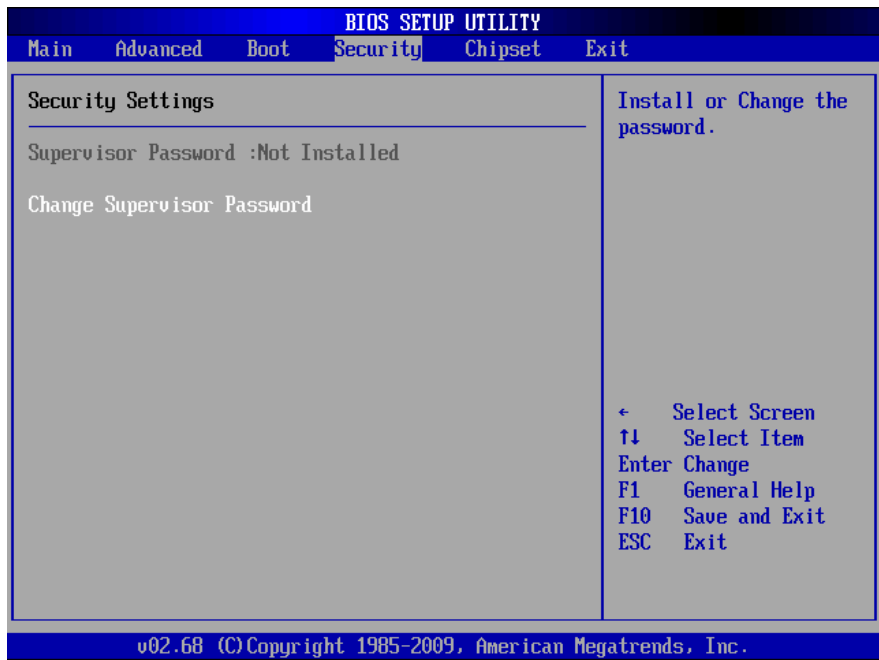 BIOS SETUP UTILITY
Main Advanced Boot Security Chipset Exit
Security Settings
Supervisor Password :Not Installed
Change Supervisor Password
Install or Change the
password.
← Select Screen
↑↓ Select Item
Enter Change
F1 General Help
F10 Save and Exit
ESC Exit
v02.68 (C)Copyright 1985-2009, American Megatrends, Inc.